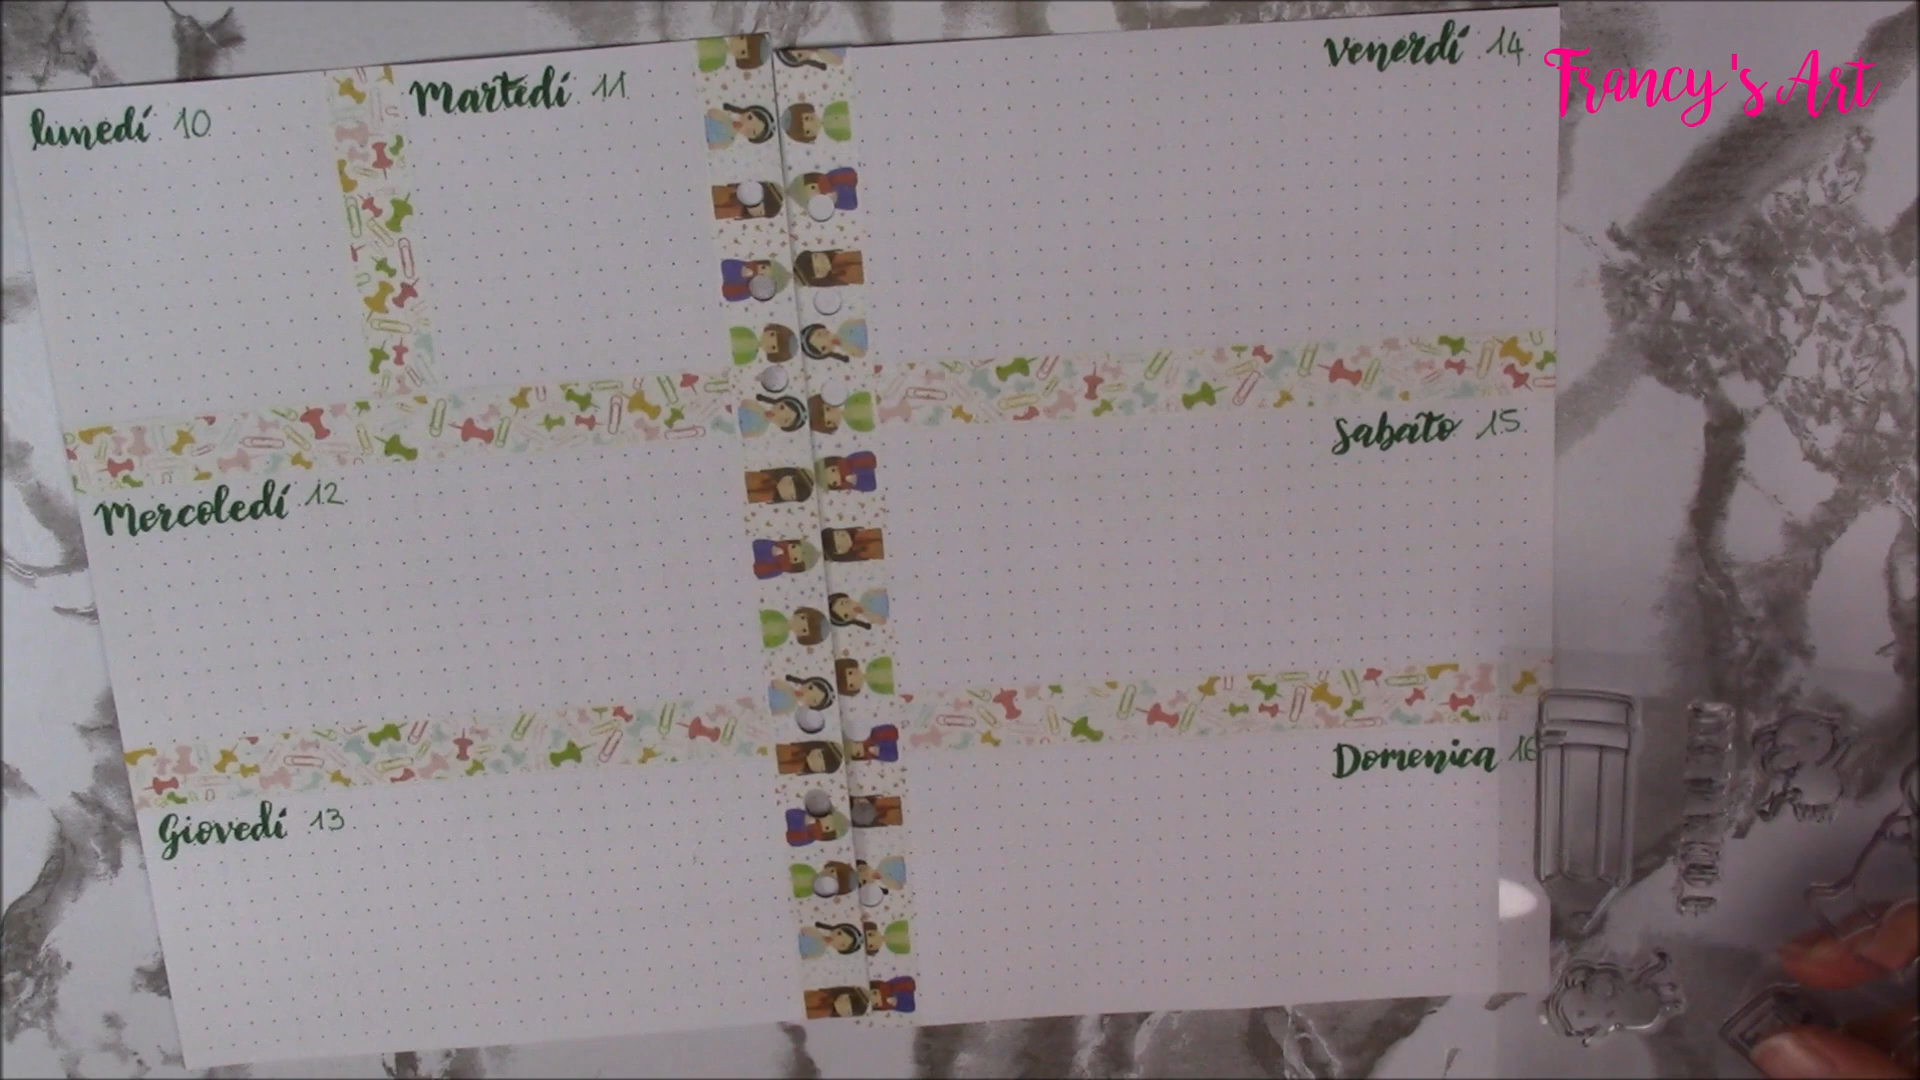 lunedí 10
Martedí 11
Mercoledí 12
Giovedí 13
Venerdí 14
Sabato 15
Domenica 16
Francy's Art